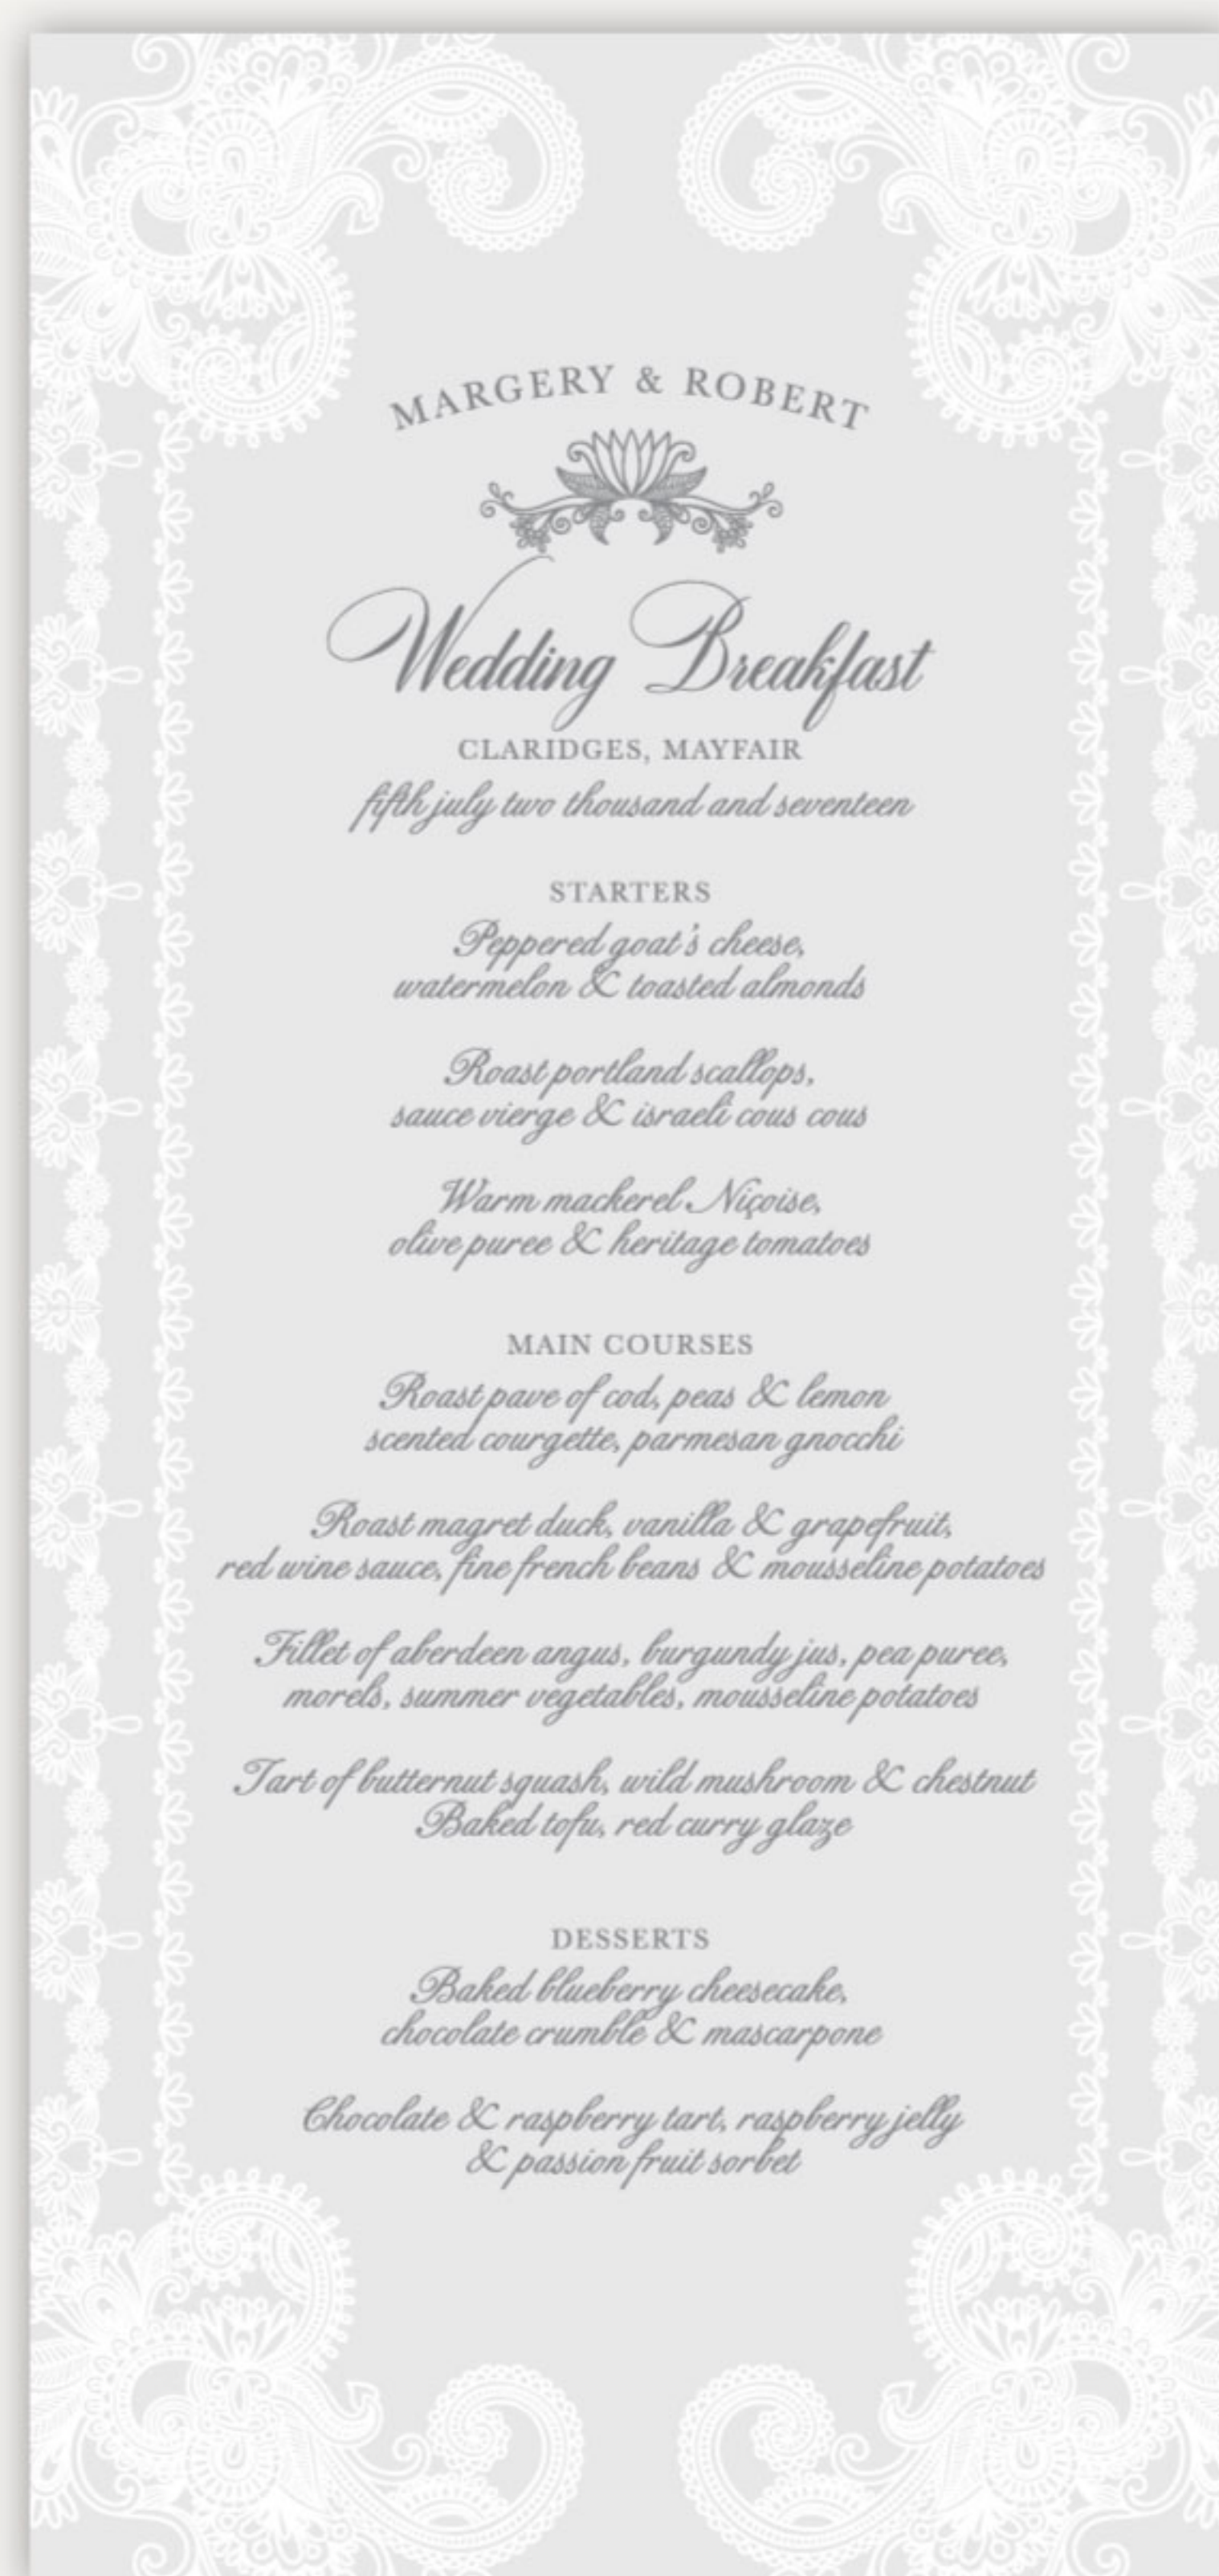 MARGERY & ROBERT
Wedding Breakfast
CLARIDGES, MAYFAIR
fifth july two thousand and seventeen
STARTERS
Peppered goat's cheese,
watermelon & toasted almonds
Roast portland scallops,
sauce vierge & israeli cous cous
Warm mackerel Niçoise,
olive puree & heritage tomatoes
MAIN COURSES
Roast pave of cod, peas & lemon
scented courgette, parmesan gnocchi
Roast magret duck, vanilla & grapefruit,
red wine sauce, fine french beans & mousseline potatoes
Fillet of aberdeen angus, burgundy jus, pea puree,
morels, summer vegetables, mousseline potatoes
Tart of butternut squash, wild mushroom & chestnut
Baked tofu, red curry glaze
DESSERTS
Baked blueberry cheesecake,
chocolate crumble & mascarpone
Chocolate & raspberry tart, raspberry jelly
& passion fruit sorbet